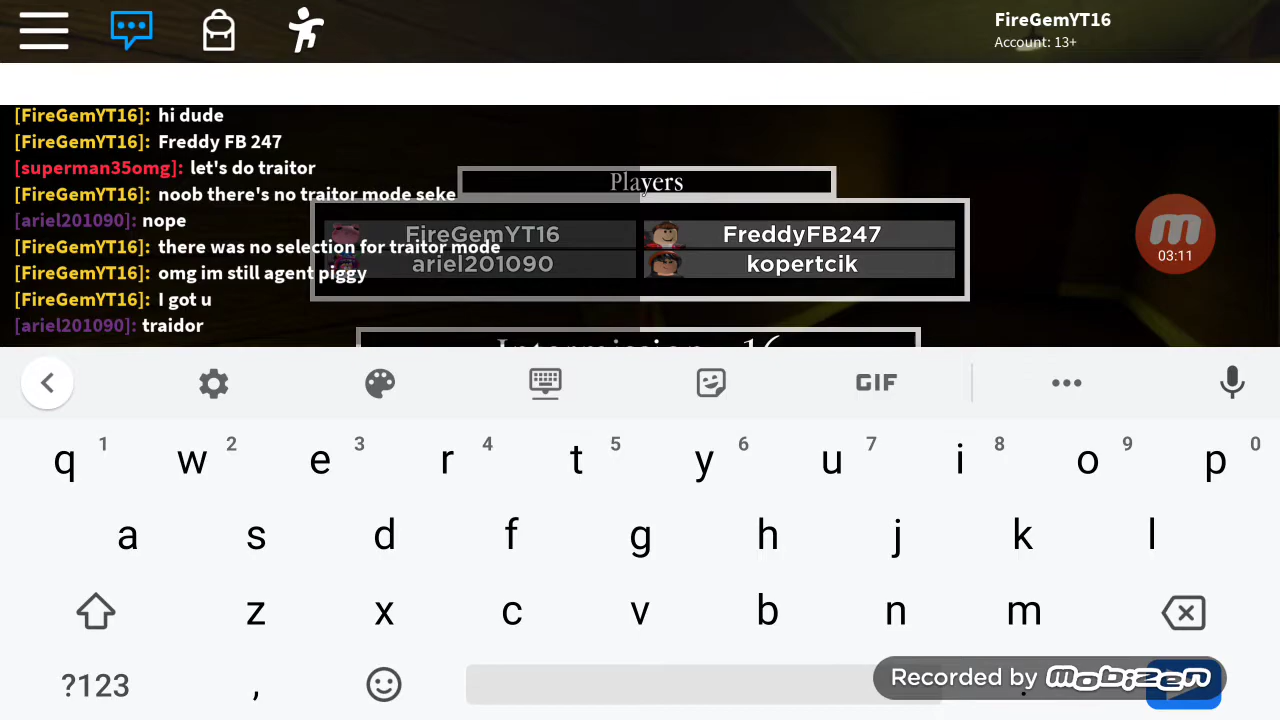 FireGemYT16
Account: 13+
[FireGemYT16]: hi dude
[FireGemYT16]: Freddy FB 247
[superman35omg]: let's do traitor
[FireGemYT16]: noob there's no traitor mode seke
[ariel201090]: nope
[FireGemYT16]: there was no selection for traitor mode
[FireGemYT16]: omg im still agent piggy
[FireGemYT16]: I got u
[ariel201090]: traidor
Players
FireGemYT16 FreddyFB247
ariel201090 kopertcik
Intermission - 16
03:11
GIF
q 1 w 2 e 3 r 4 t 5 y 6 u 7 i 8 o 9 p 0
a s d f g h j k l
z x c v b n m
?123 , .
Recorded by mobizen